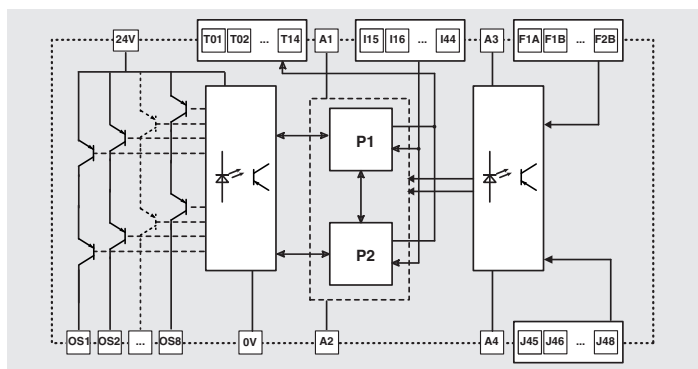 24V T01 T02 ... T14 A1 I15 I16 ... I44 A3 F1A F1B ... F2B
P1
P2
OS1 OS2 ... OS8 0V A2 A4 J45 J46 ... J48